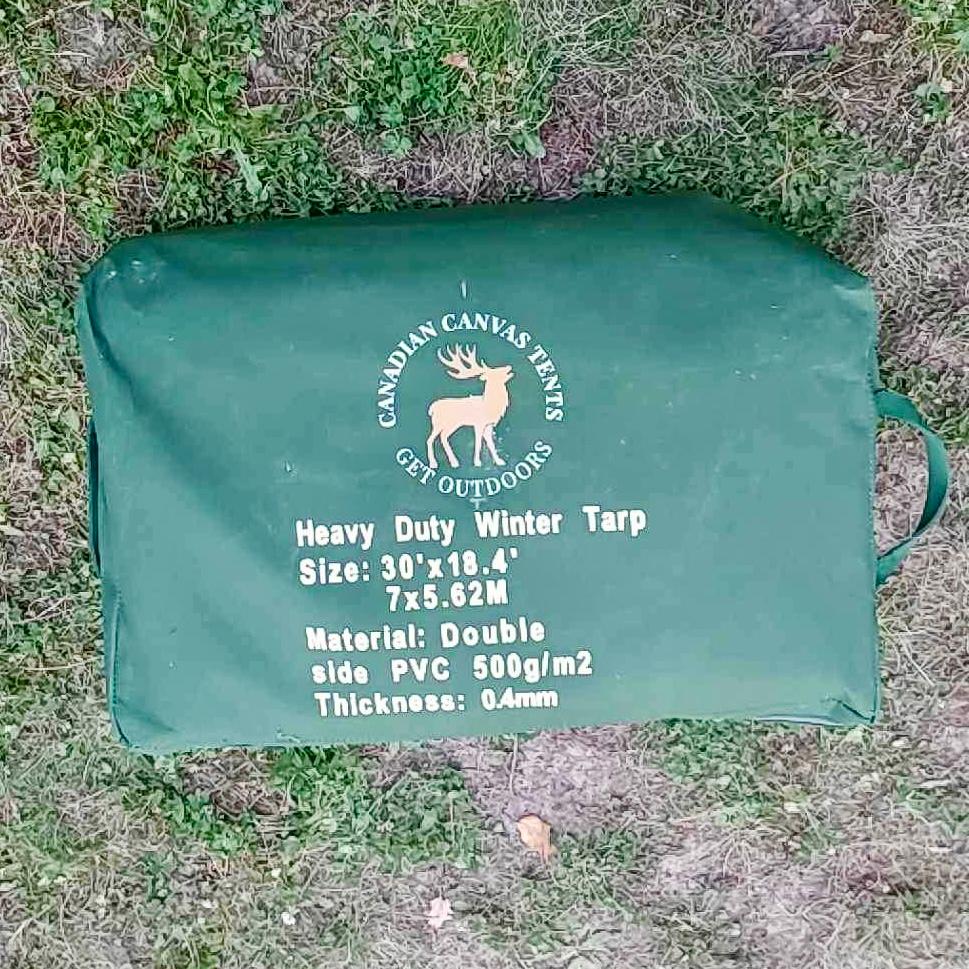 CANADIAN CANVAS TENTS
GET OUTDOORS
Heavy Duty Winter Tarp
Size: 30'x18.4'
7x5.62M
Material: Double
side PVC 500g/m2
Thickness: 0.4mm